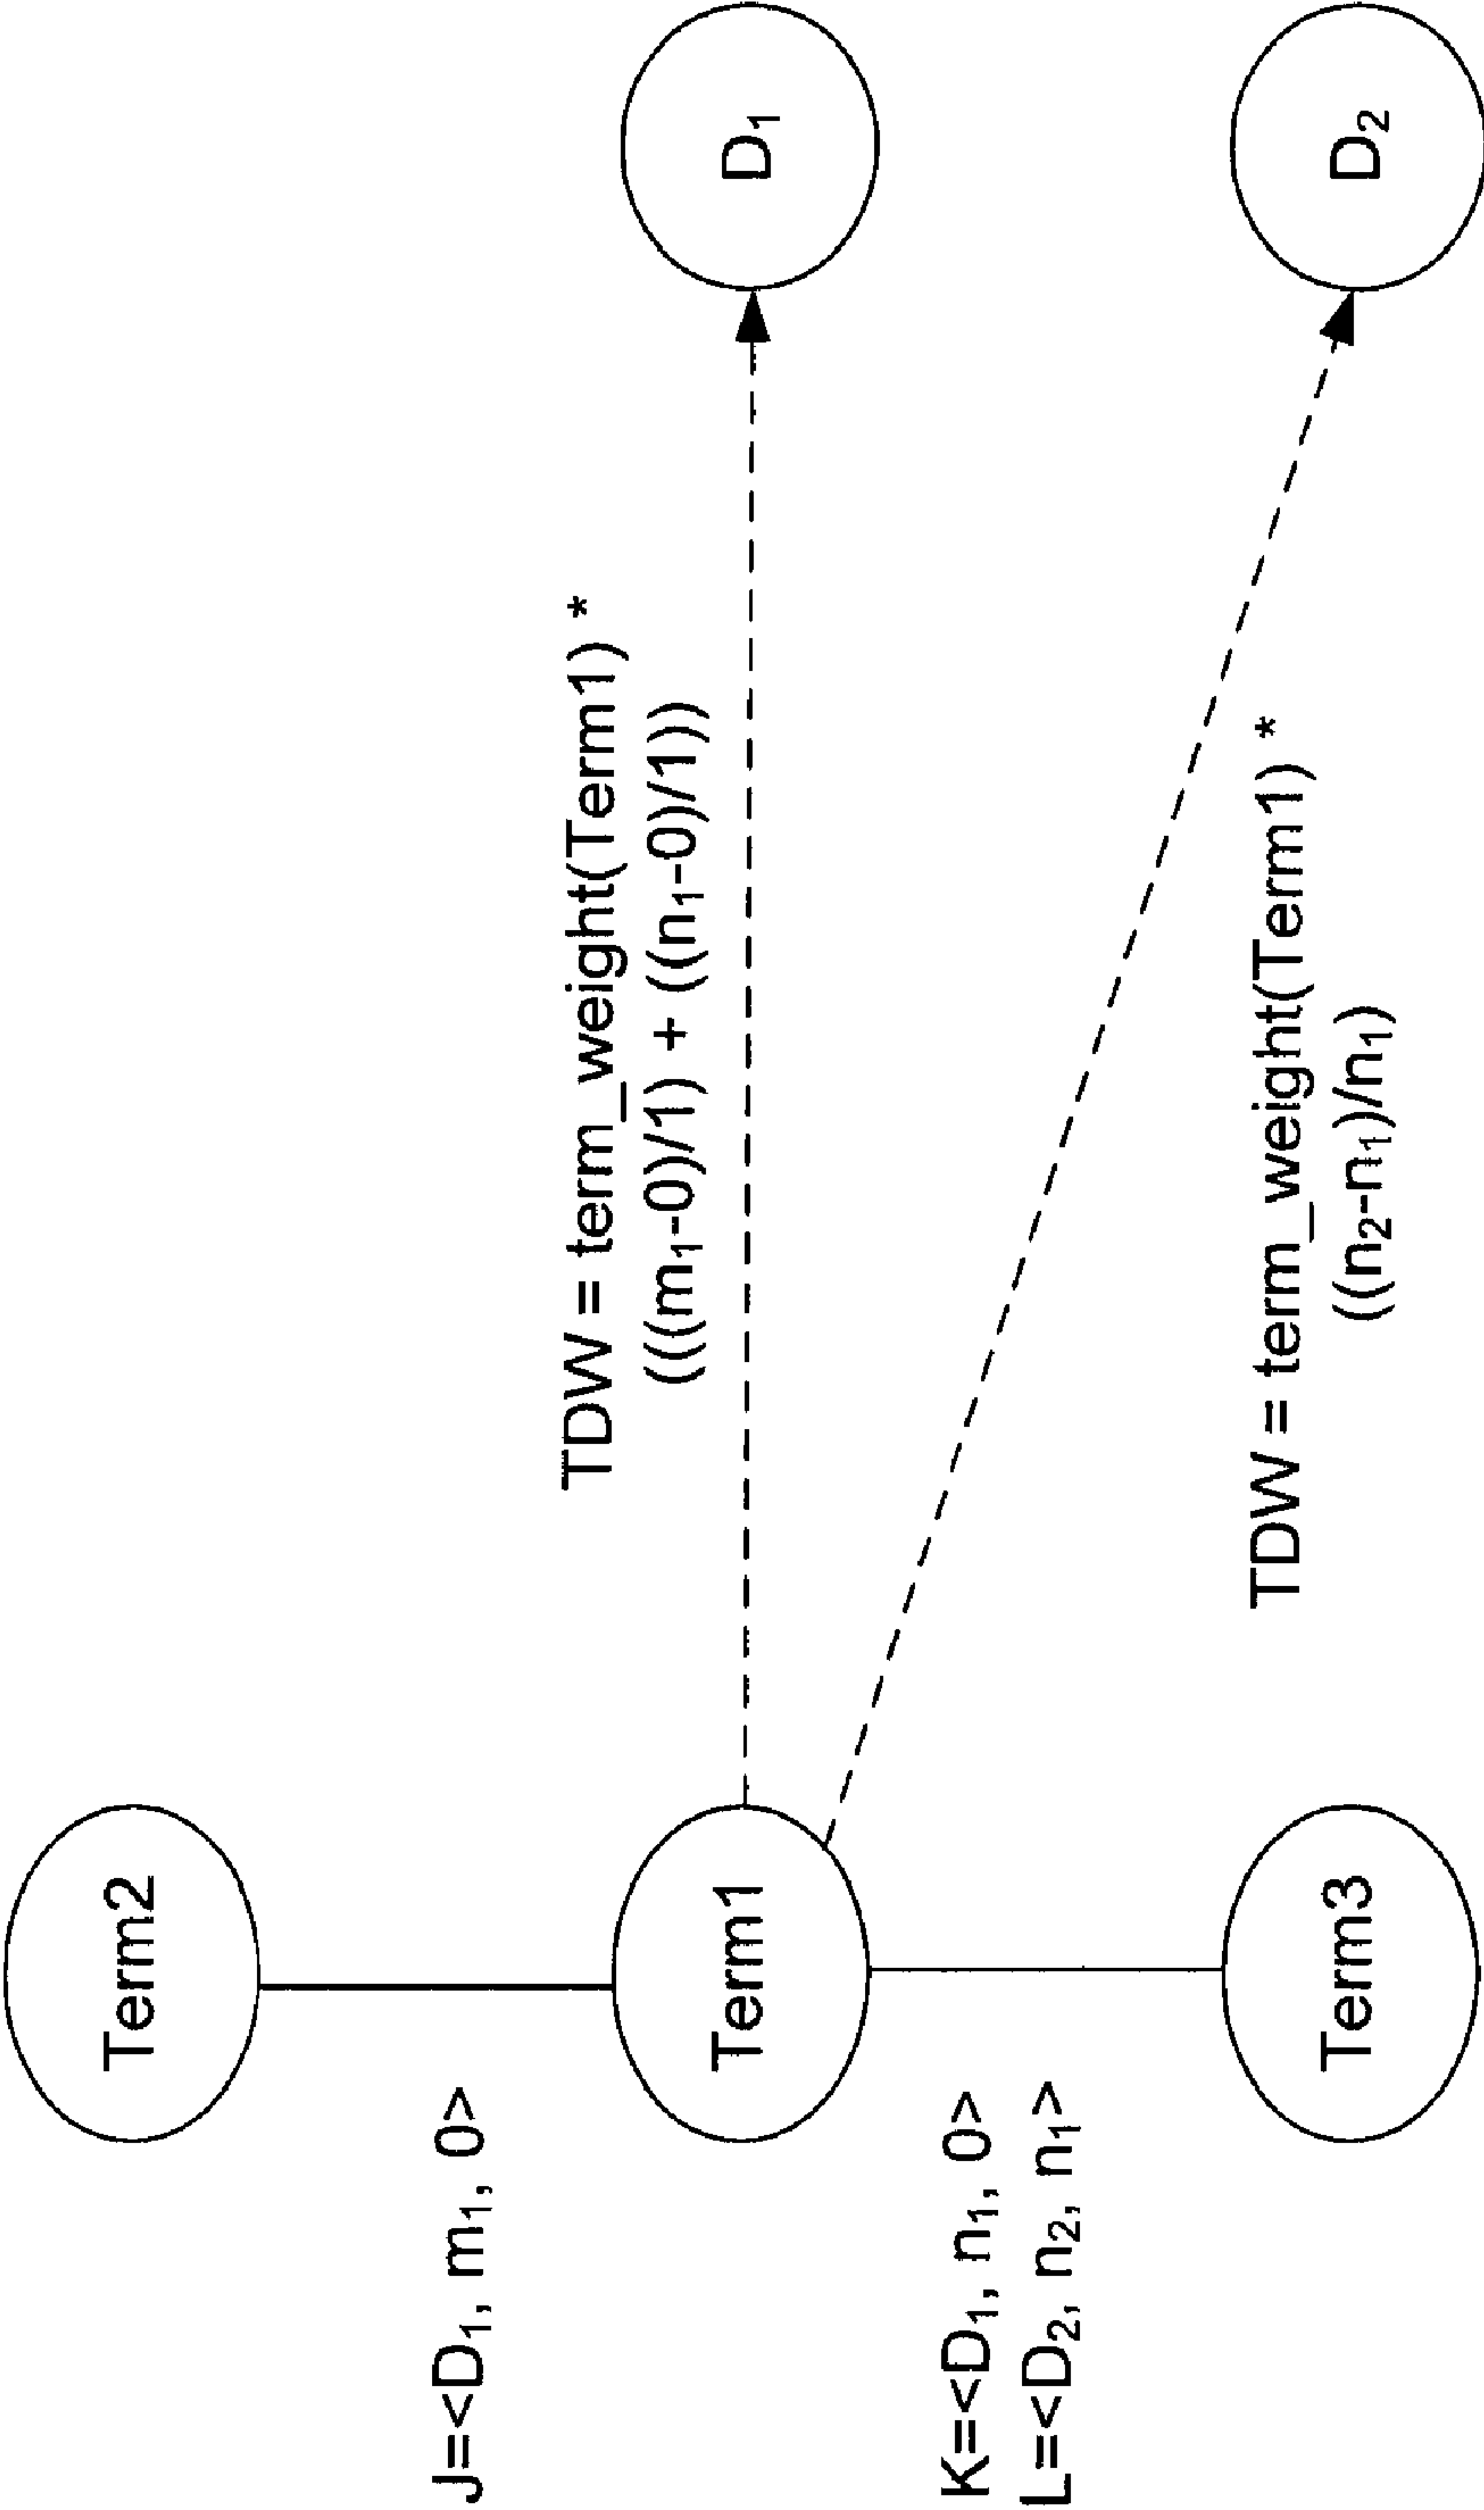 Term2
J=<D₁, m₁, 0>
TDW = term_weight(Term1) *
(((m₁-0)/1) + ((n₁-0)/1))
Term1
D₁
K=<D₁, n₁, 0>
L=<D₂, n₂, n₁>
TDW = term_weight(Term1) *
((n₂-n₁)/n₁)
Term3
D₂